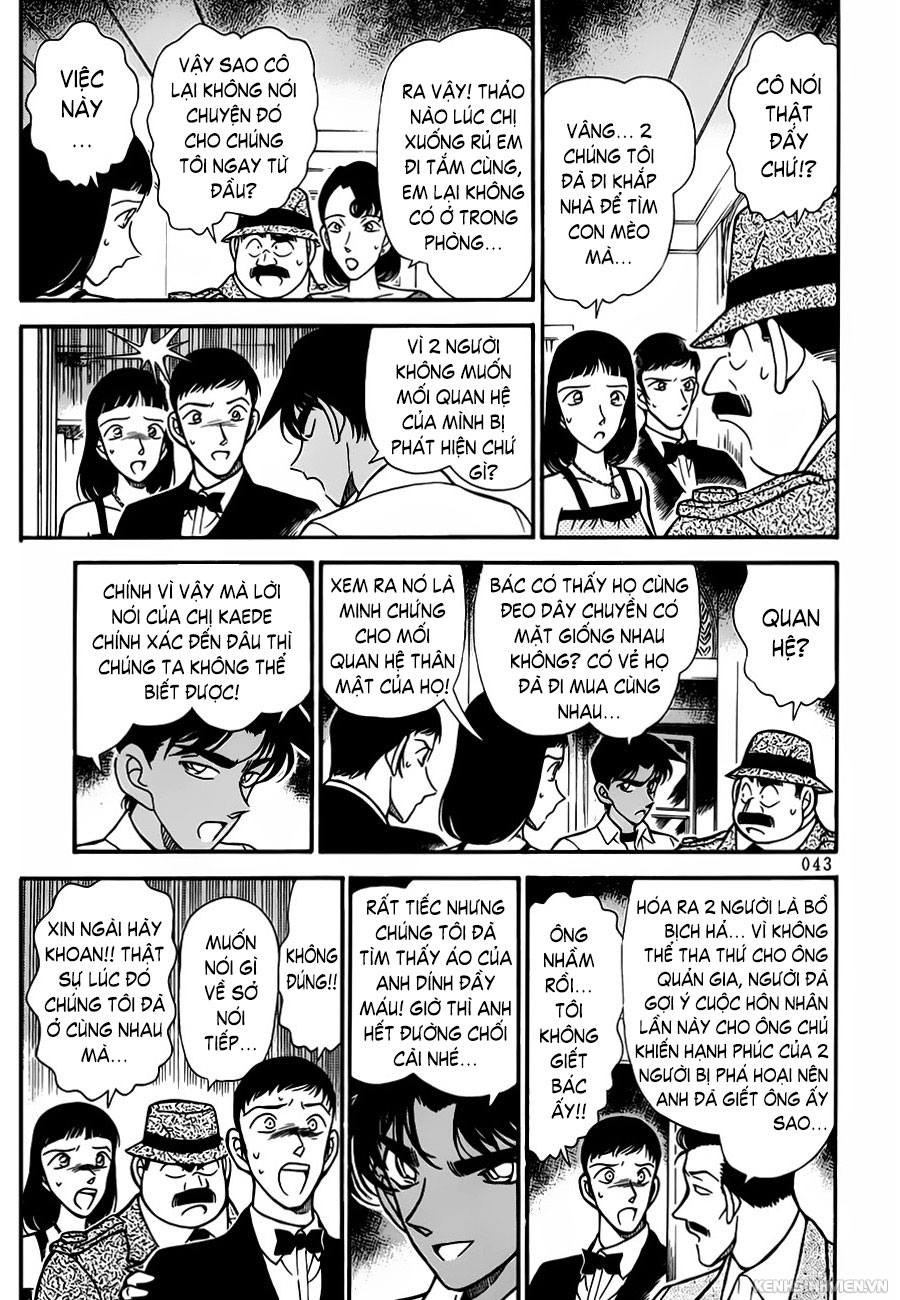 CÔ NÓI
THẬT
ĐẤY
CHỨ!?
VÂNG... 2
CHÚNG TÔI
ĐÃ ĐI KHẮP
NHÀ ĐỂ TÌM
CON MÈO
MÀ...
RA VẬY! THẢO
NÀO LÚC CHỊ
XUỐNG RỦ EM
ĐI TẮM CÙNG,
EM LẠI KHÔNG
CÓ Ở TRONG
PHÒNG...
VẬY SAO CÔ
LẠI KHÔNG NÓI
CHUYỆN ĐÓ
CHO CHÚNG
TÔI NGAY TỪ
ĐẦU?
VIỆC
NÀY
...
VÌ 2 NGƯỜI
KHÔNG MUỐN
MỐI QUAN HỆ
CỦA MÌNH BỊ
PHÁT HIỆN CHỨ
GÌ?
QUAN
HỆ?
BÁC CÓ THẤY HỌ CÙNG
ĐEO DÂY CHUYỀN CÓ
MẶT GIỐNG NHAU
KHÔNG? CÓ VẺ HỌ
ĐÃ ĐI MUA CÙNG
NHAU...
XEM RA NÓ LÀ
MINH CHỨNG
CHO MỐI
QUAN HỆ THÂN
MẬT CỦA HỌ!
CHÍNH VÌ VẬY MÀ LỜI
NÓI CỦA CHỊ KAEDE
CHÍNH XÁC ĐẾN ĐÂU THÌ
CHÚNG TA KHÔNG THỂ
BIẾT ĐƯỢC!
043
HÓA RA 2 NGƯỜI LÀ BỒ
BỊCH HẢ... VÌ KHÔNG
THỂ THA THỨ CHO ÔNG
QUẢN GIA, NGƯỜI ĐÃ
GỢI Ý CUỘC HÔN NHÂN
LẦN NÀY CHO ÔNG CHỦ
KHIẾN HẠNH PHÚC CỦA 2
NGƯỜI BỊ PHÁ HOẠI NÊN
ANH ĐÃ GIẾT ÔNG ẤY
SAO...
ÔNG
NHẦM
RỒI...
TÔI
KHÔNG
GIẾT
BÁC
ẤY!!
RẤT TIẾC NHƯNG
CHÚNG TÔI ĐÃ
TÌM THẤY ÁO CỦA
ANH DÍNH ĐẦY
MÁU! GIỜ THÌ ANH
HẾT ĐƯỜNG CHỐI
CÃI NHÉ...
KHÔNG
ĐÚNG!!
MUỐN
NÓI GÌ
VỀ SỞ
NÓI
TIẾP...
XIN NGÀI HÃY
KHOAN!! THẬT
SỰ LÚC ĐÓ
CHÚNG TÔI ĐÃ
Ở CÙNG NHAU
MÀ...
KENHSINHVIEN.VN